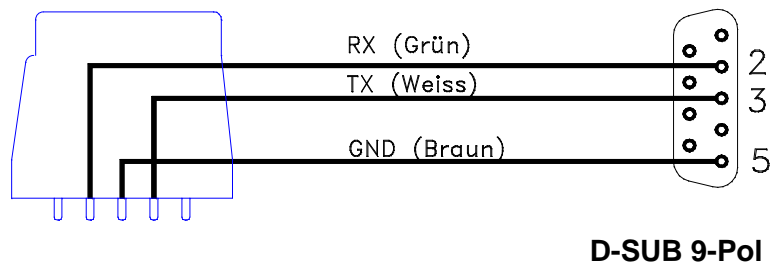 RX (Grün)
2
TX (Weiss)
3
GND (Braun)
5
D-SUB 9-Pol